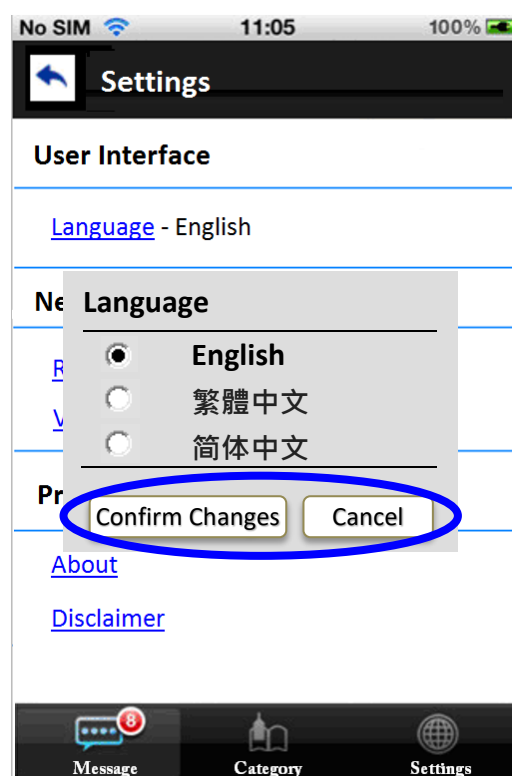 No SIM 11:05 100%
Settings
User Interface
Language - English
Language
English
繁體中文
简体中文
Confirm Changes Cancel
About
Disclaimer
8
Message Category Settings